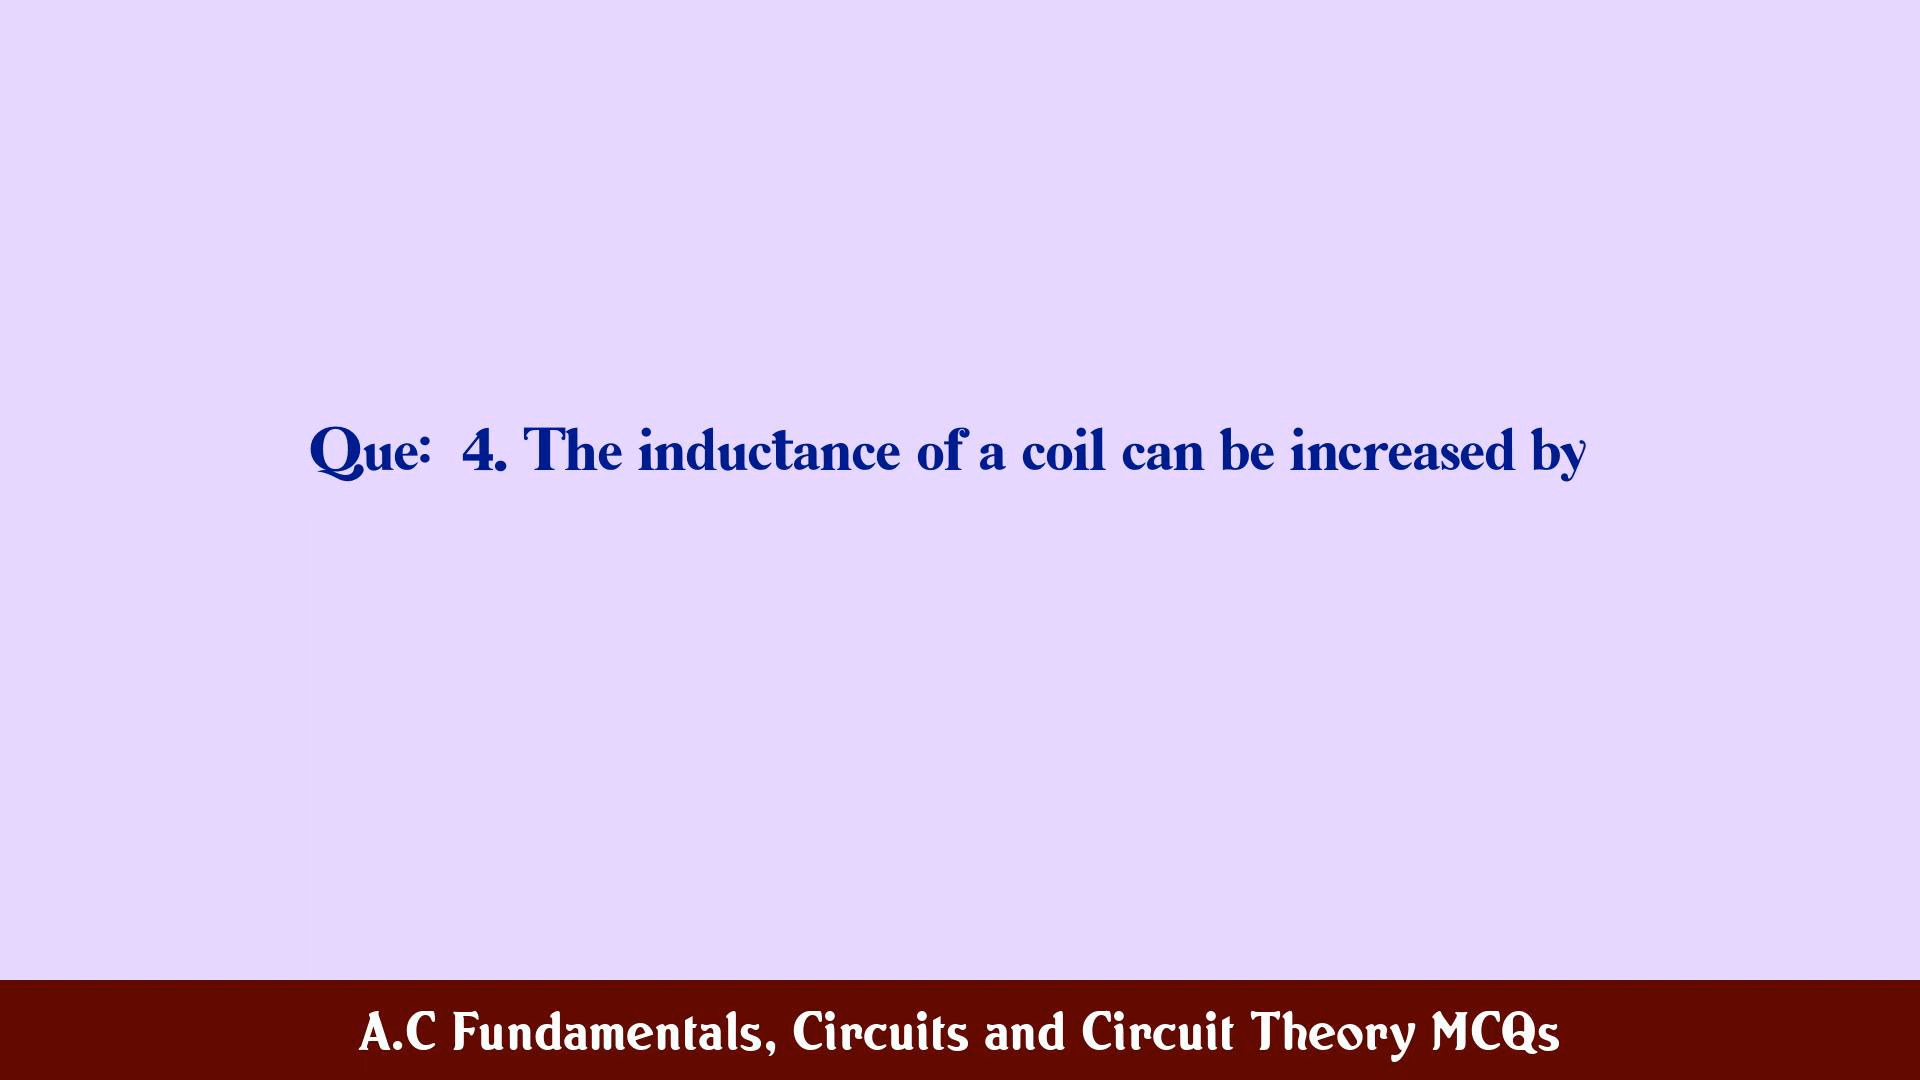 Que: 4. The inductance of a coil can be increased by
A.C Fundamentals, Circuits and Circuit Theory MCQs